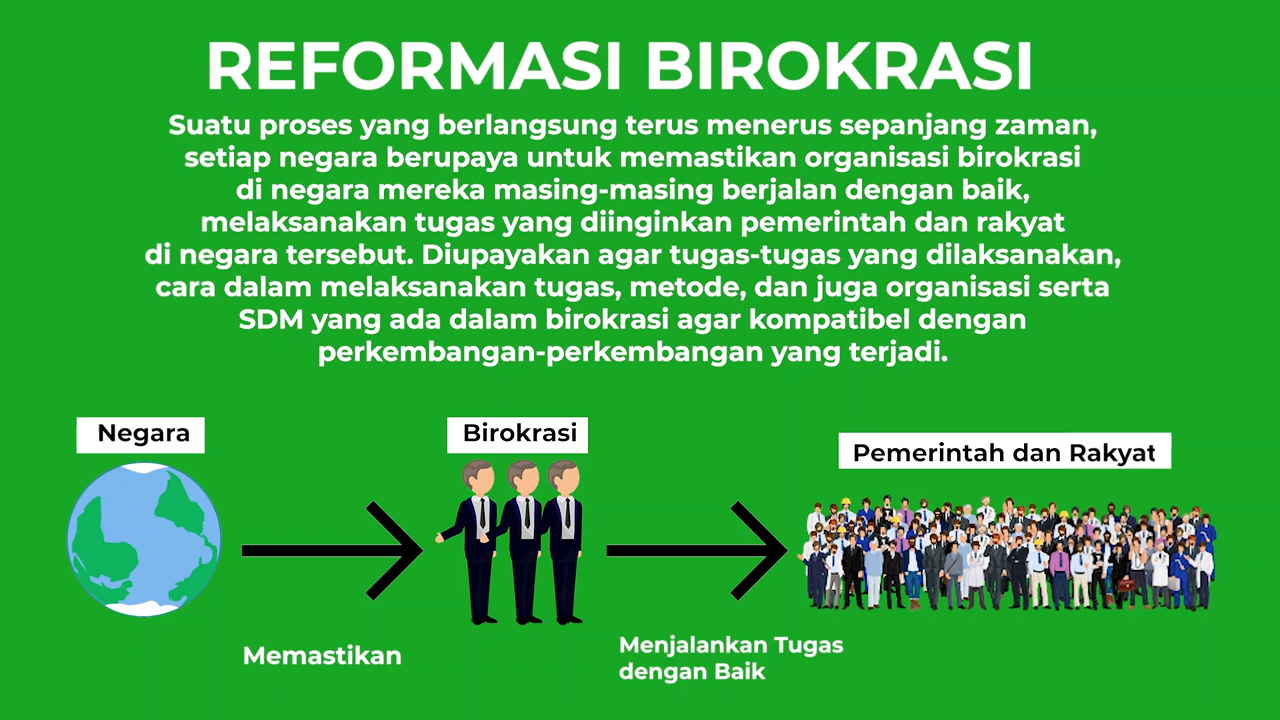 REFORMASI BIROKRASI
Suatu proses yang berlangsung terus menerus sepanjang zaman,
setiap negara berupaya untuk memastikan organisasi birokrasi
di negara mereka masing-masing berjalan dengan baik,
melaksanakan tugas yang diinginkan pemerintah dan rakyat
di negara tersebut. Diupayakan agar tugas-tugas yang dilaksanakan,
cara dalam melaksanakan tugas, metode, dan juga organisasi serta
SDM yang ada dalam birokrasi agar kompatibel dengan
perkembangan-perkembangan yang terjadi.
Negara
Birokrasi
Pemerintah dan Rakyat
Memastikan
Menjalankan Tugas
dengan Baik